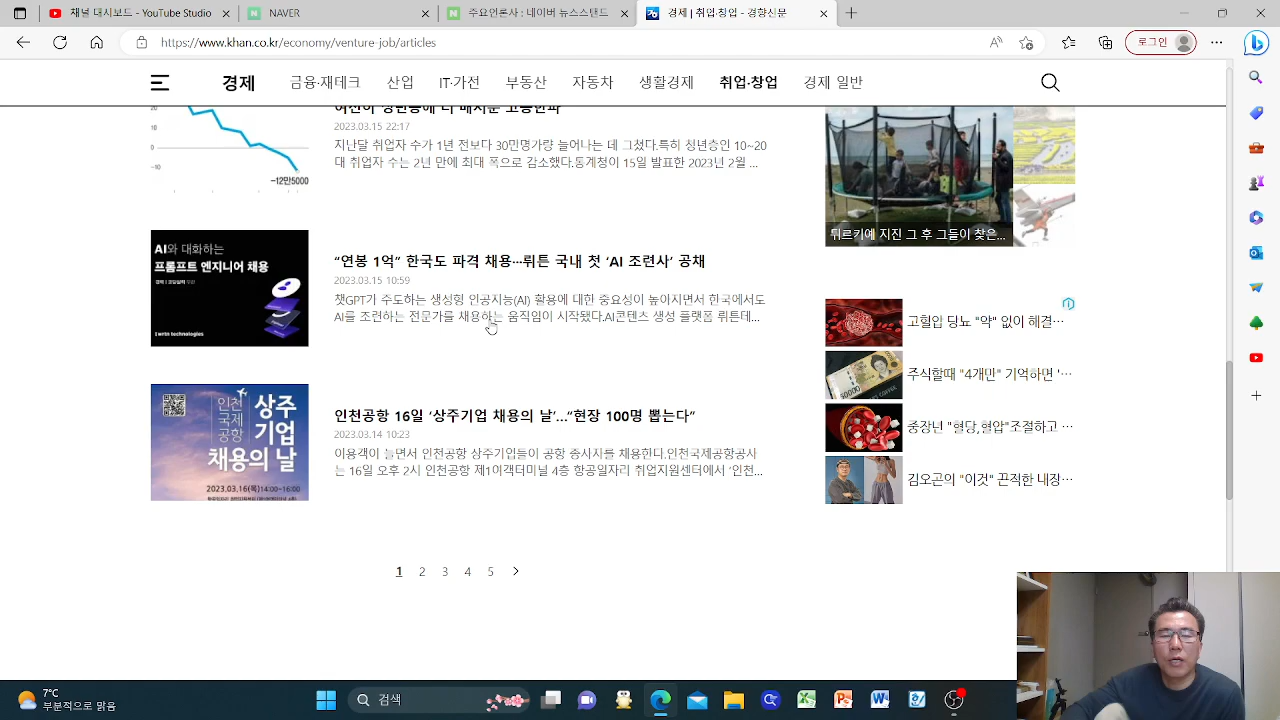 채널 대시보드 - YouTube Studio
NAVER
주요언론사 : 네이버 뉴스스탠드
경제 | 취업·창업 - 경향신문
https://www.khan.co.kr/economy/venture-job/articles
로그인
경제
금융·재테크
산업
IT·가전
부동산
자동차
생활경제
취업·창업
경제 일반
20
10
0
-10
-12만5000
2023.03.15 22:17
지난달 취업자 수가 1년 전보다 30만명가량 늘어나는 데 그쳤다.특히 청년층인 10~20
대 취업자 수는 2년 만에 최대 폭으로 감소했다.통계청이 15일 발표한 2023년 2월 ...
AI와 대화하는
프롬프트 엔지니어 채용
wrtn technologies
“연봉 1억” 한국도 파격 채용…뤼튼 국내 첫 ‘AI 조련사’ 공채
2023.03.15 10:59
챗GPT가 주도하는 생성형 인공지능(AI) 활용에 대한 중요성이 높아지면서 한국에서도
AI를 조련하는 전문가를 채용하는 움직임이 시작됐다.AI콘텐츠 생성 플랫폼 뤼튼테...
인천
국제
공항
상주
기업
채용의 날
2023.03.16(목)14:00~16:00
인천공항 16일 ‘상주기업 채용의 날’…“현장 100명 뽑는다”
2023.03.14 10:23
이용객이 늘면서 인천공항 상주기업들이 공항 종사자를 채용한다.인천국제공항공사
는 16일 오후 2시 인천공항 제1여객터미널 4층 항공일자리 취업지원센터에서 ‘인천...
튀르키예 지진 그 후 그들이 찾은...
고혈압 당뇨 "약" 없이 해결…
주식할때 "4개만" 기억하면 '…
중장년 "혈당,혈압"조절하고 …
김오곤의 "이것" 끈적한 내장…
1 2 3 4 5 >
7°C
부분적으로 맑음
검색